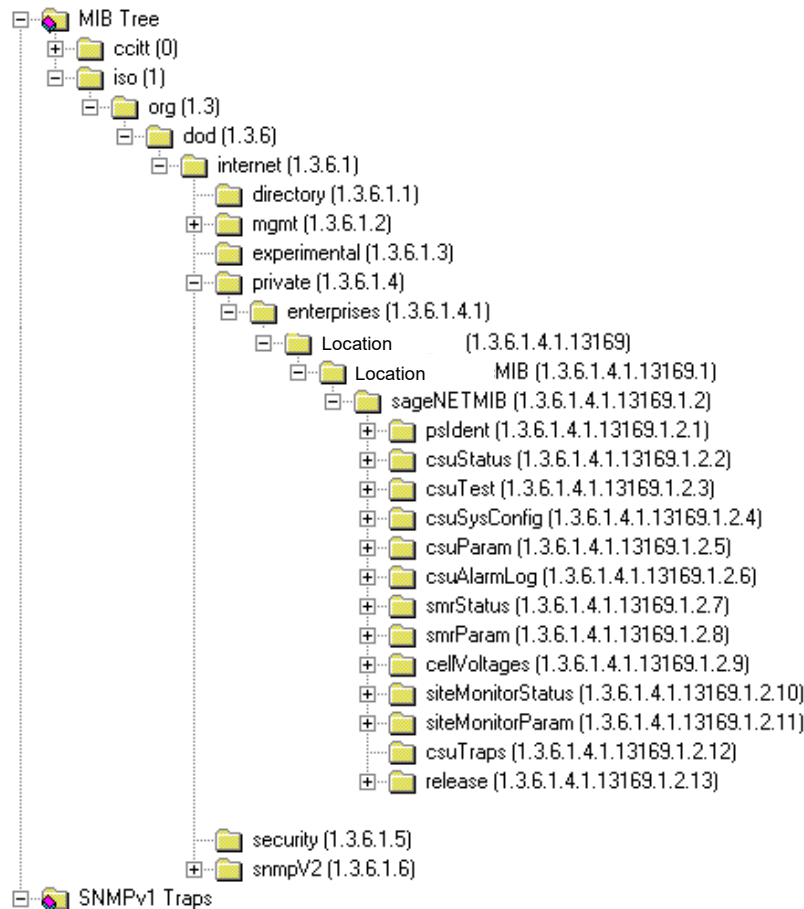 MIB Tree
ccitt (0)
iso (1)
org (1.3)
dod (1.3.6)
internet (1.3.6.1)
directory (1.3.6.1.1)
mgmt (1.3.6.1.2)
experimental (1.3.6.1.3)
private (1.3.6.1.4)
enterprises (1.3.6.1.4.1)
Location (1.3.6.1.4.1.13169)
Location MIB (1.3.6.1.4.1.13169.1)
sageNETMIB (1.3.6.1.4.1.13169.1.2)
psIdent (1.3.6.1.4.1.13169.1.2.1)
csuStatus (1.3.6.1.4.1.13169.1.2.2)
csuTest (1.3.6.1.4.1.13169.1.2.3)
csuSysConfig (1.3.6.1.4.1.13169.1.2.4)
csuParam (1.3.6.1.4.1.13169.1.2.5)
csuAlarmLog (1.3.6.1.4.1.13169.1.2.6)
smrStatus (1.3.6.1.4.1.13169.1.2.7)
smrParam (1.3.6.1.4.1.13169.1.2.8)
cellVoltages (1.3.6.1.4.1.13169.1.2.9)
siteMonitorStatus (1.3.6.1.4.1.13169.1.2.10)
siteMonitorParam (1.3.6.1.4.1.13169.1.2.11)
csuTraps (1.3.6.1.4.1.13169.1.2.12)
release (1.3.6.1.4.1.13169.1.2.13)
security (1.3.6.1.5)
snmpV2 (1.3.6.1.6)
SNMPv1 Traps